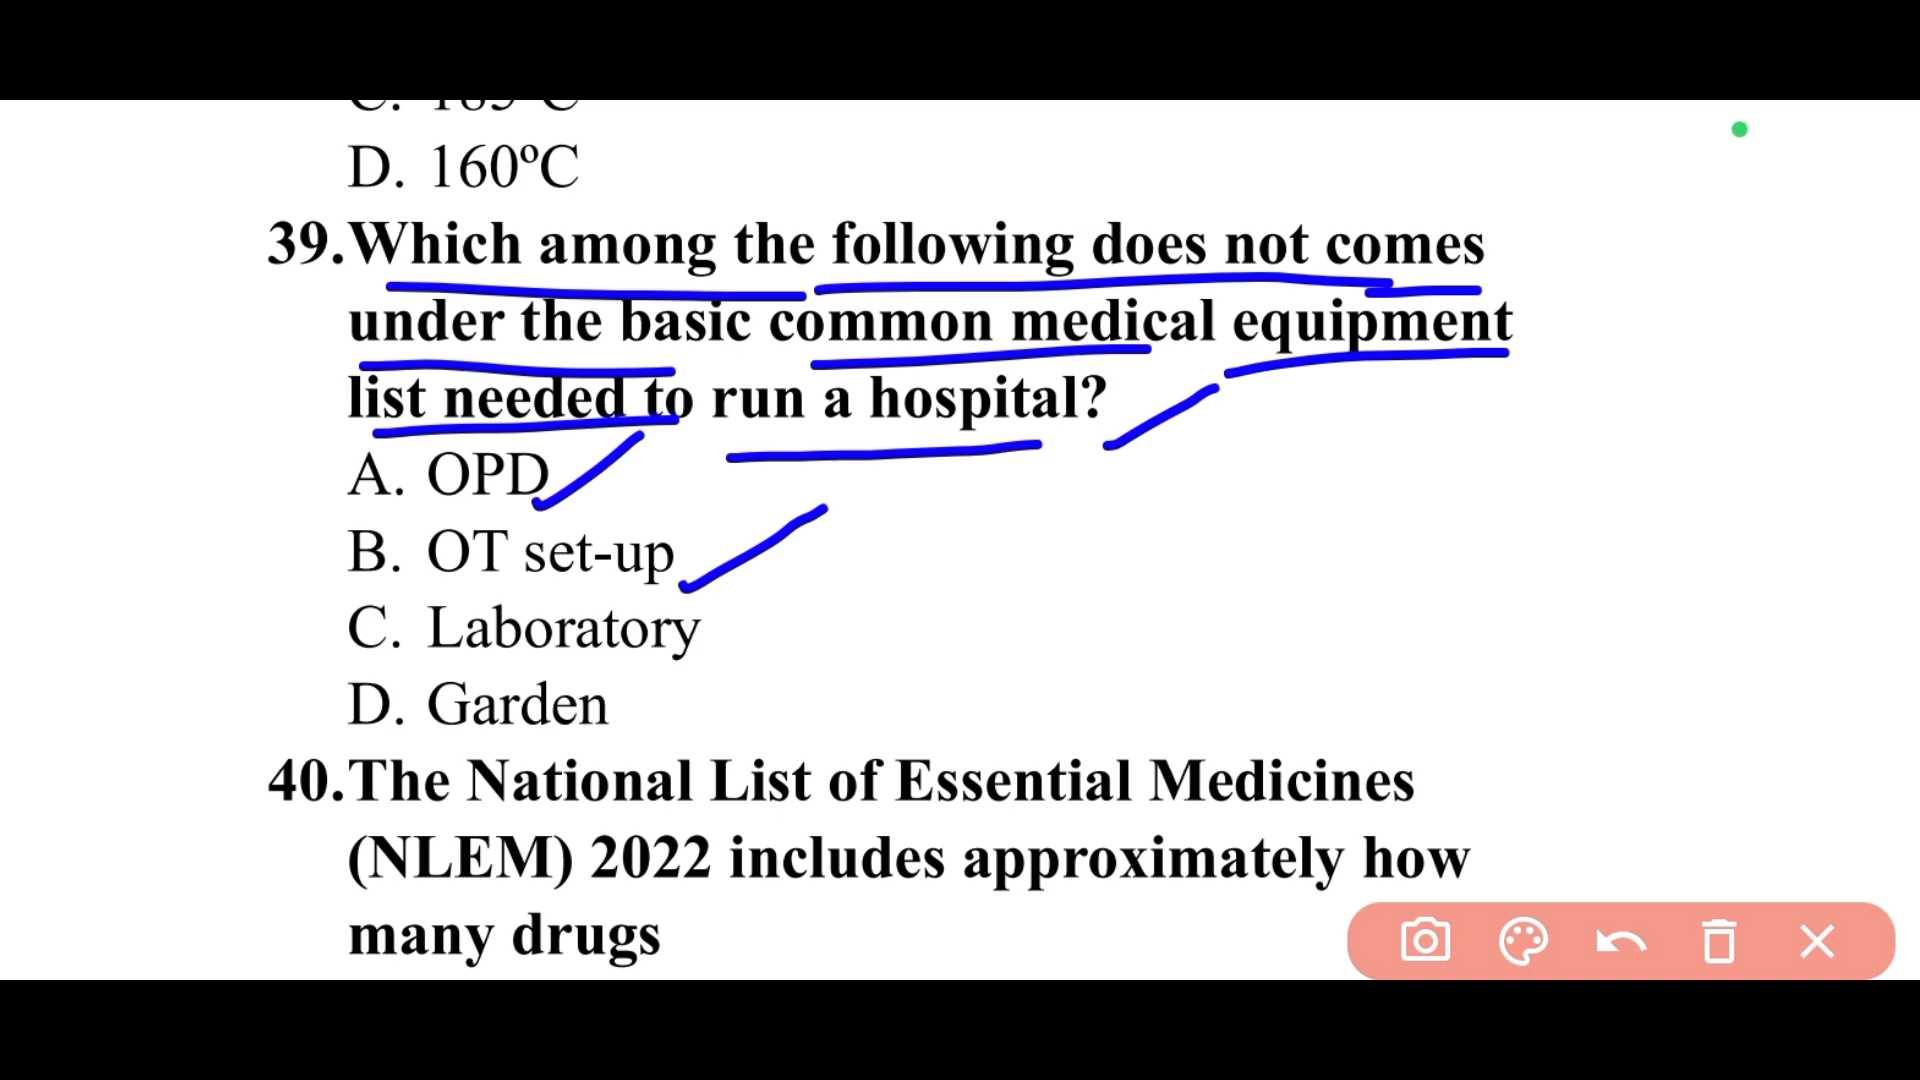 C. 185ºC
D. 160ºC
39.Which among the following does not comes
under the basic common medical equipment
list needed to run a hospital?
A. OPD
B. OT set-up
C. Laboratory
D. Garden
40.The National List of Essential Medicines
(NLEM) 2022 includes approximately how
many drugs